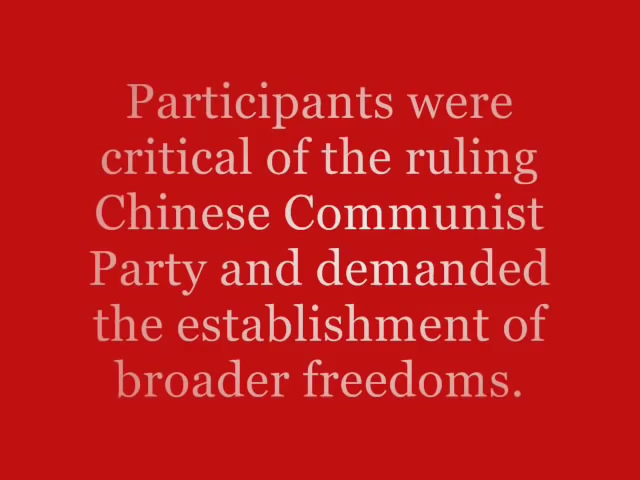 Participants were
critical of the ruling
Chinese Communist
Party and demanded
the establishment of
broader freedoms.